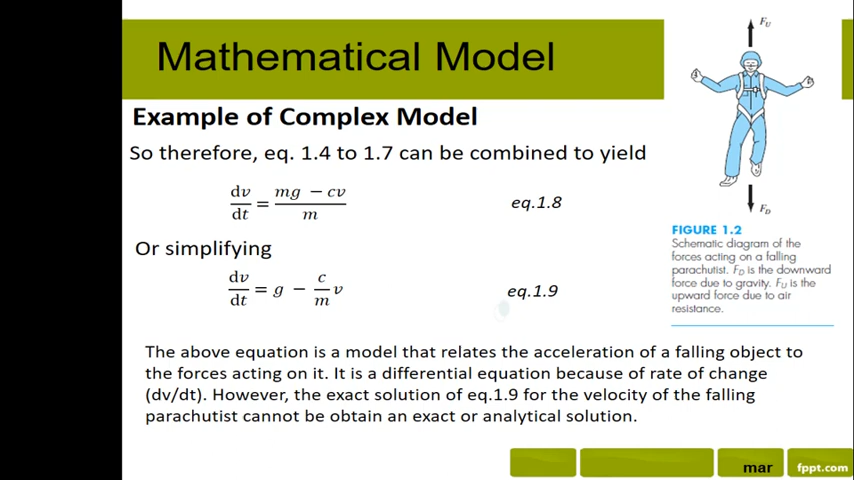 Mathematical Model
Example of Complex Model
So therefore, eq. 1.4 to 1.7 can be combined to yield
dv/dt = (mg − cv)/m eq.1.8
Or simplifying
dv/dt = g − (c/m)v eq.1.9
The above equation is a model that relates the acceleration of a falling object to
the forces acting on it. It is a differential equation because of rate of change
(dv/dt). However, the exact solution of eq.1.9 for the velocity of the falling
parachutist cannot be obtain an exact or analytical solution.
F_U
F_D
FIGURE 1.2
Schematic diagram of the
forces acting on a falling
parachutist. F_D is the downward
force due to gravity. F_U is the
upward force due to air
resistance.
mar
fppt.com